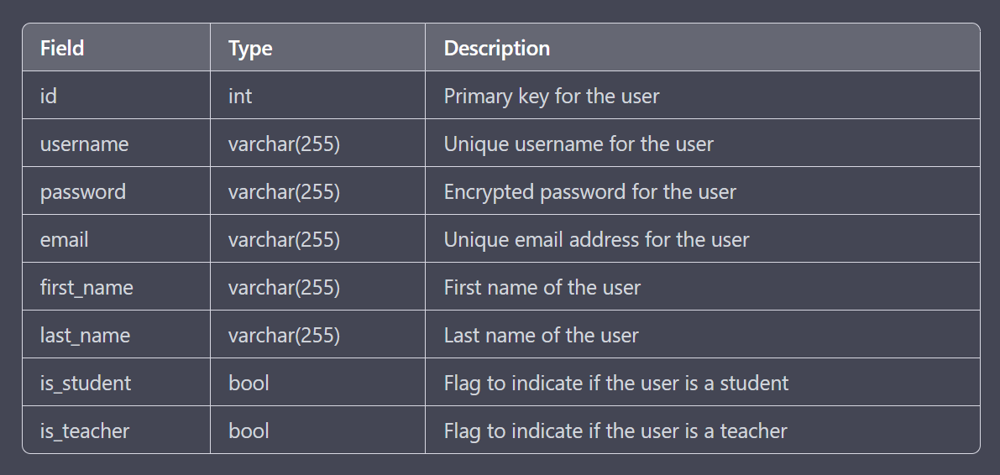 Field Type Description
id int Primary key for the user
username varchar(255) Unique username for the user
password varchar(255) Encrypted password for the user
email varchar(255) Unique email address for the user
first_name varchar(255) First name of the user
last_name varchar(255) Last name of the user
is_student bool Flag to indicate if the user is a student
is_teacher bool Flag to indicate if the user is a teacher